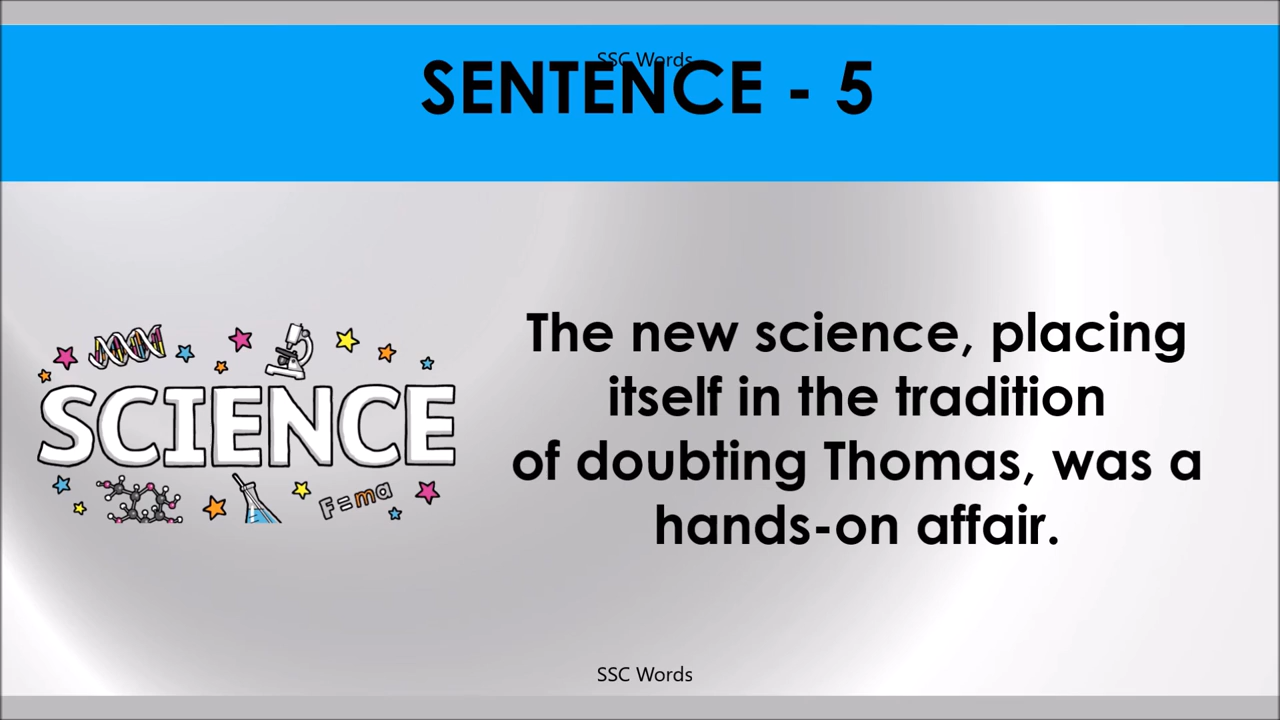 SSC Words
SENTENCE - 5
SCIENCE
F=ma
The new science, placing
itself in the tradition
of doubting Thomas, was a
hands-on affair.
SSC Words